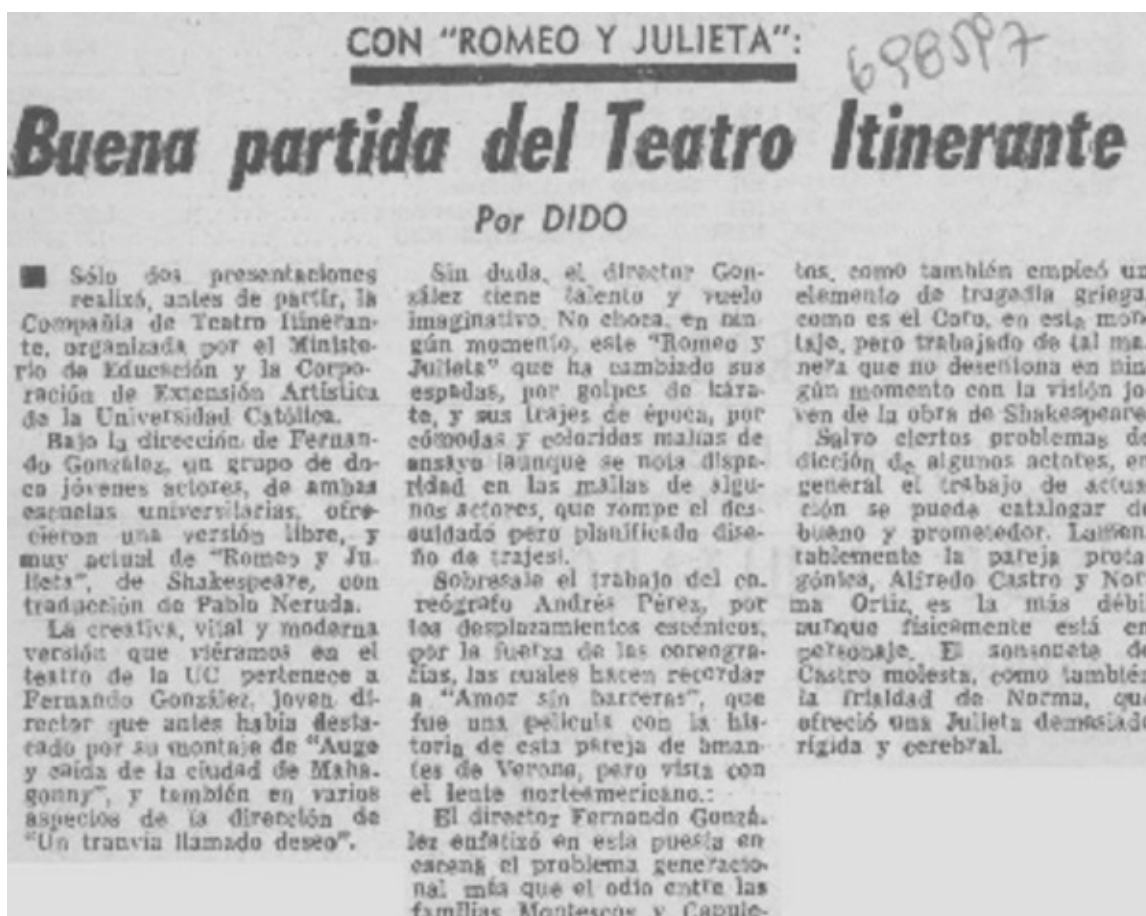 CON "ROMEO Y JULIETA":
698597
Buena partida del Teatro Itinerante
Por DIDO
Sólo dos presentaciones
realizó, antes de partir, la
Compañía de Teatro Itineran-
te, organizada por el Ministe-
rio de Educación y la Corpo-
ración de Extensión Artística
de la Universidad Católica.
Bajo la dirección de Fernan-
do González, un grupo de do-
ce jóvenes actores, de ambas
escuelas universitarias, ofre-
cieron una versión libre, y
muy actual de "Romeo y Ju
lieta", de Shakespeare, con
traducción de Pablo Neruda.
La creativa, vital y moderna
versión que viéramos en el
teatro de la UC pertenece a
Fernando González, joven di-
rector que antes había desta-
cado por su montaje de "Auge
y caída de la ciudad de Maha-
gonny", y también en varios
aspectos de la dirección de
"Un tranvía llamado deseo".
Sin duda, el director Gon-
zález tiene talento y vuelo
imaginativo. No choca, en nin-
gún momento, este "Romeo y
Julieta" que ha cambiado sus
espadas, por golpes de kára-
te, y sus trajes de época, por
cómodas y coloridas mallas de
ensayo (aunque se nota dispa-
ridad en las mallas de algu-
nos actores, que rompe el des-
cuidado pero planificado dise-
ño de trajes).
Sobresale el trabajo del co-
reógrafo Andrés Pérez, por
los desplazamientos escénicos,
por la fuerza de las coreogra-
fías, las cuales hacen recordar
a "Amor sin barreras", que
fue una película con la his-
toria de esta pareja de aman-
tes de Verona, pero vista con
el lente norteamericano.
El director Fernando Gonzá-
lez enfatizó en esta puesta en
escena el problema generacio-
nal más que el odio entre las
familias Montescos y Capule-
tos, como también empleó un
elemento de tragedia griega,
como es el Coro, en esta mon-
taje, pero trabajado de tal ma-
nera que no desentona en nin-
gún momento con la visión jo-
ven de la obra de Shakespeare.
Salvo ciertos problemas de
dicción de algunos actores, en
general el trabajo de actua-
ción se puede catalogar de
bueno y prometedor. Lamen-
tablemente la pareja prota-
gónica, Alfredo Castro y Nor-
ma Ortiz, es la más débil
aunque físicamente está en
personaje. El sonsonete de
Castro molesta, como también
la frialdad de Norma, que
ofreció una Julieta demasiado
rígida y cerebral.